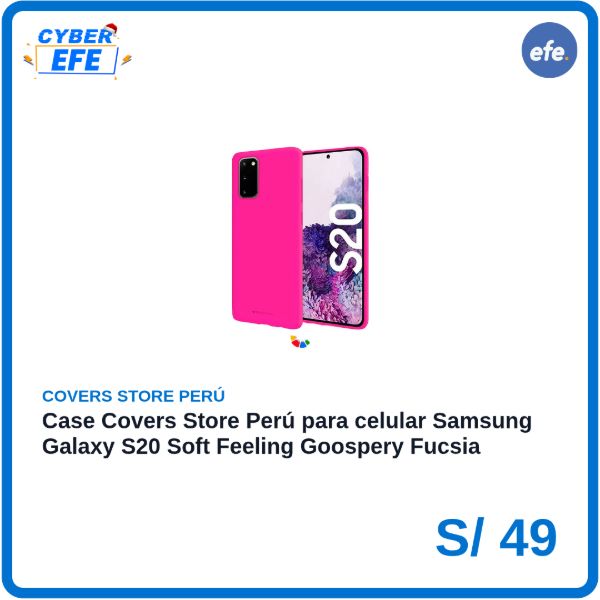 CYBER
EFE
efe.
S20
COVERS STORE PERÚ
Case Covers Store Perú para celular Samsung
Galaxy S20 Soft Feeling Goospery Fucsia
S/ 49